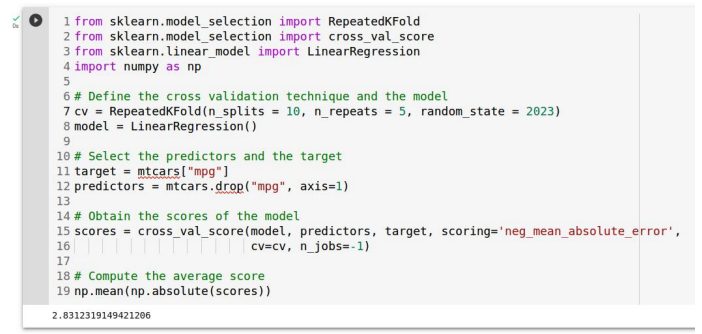 0s
1 from sklearn.model_selection import RepeatedKFold
2 from sklearn.model_selection import cross_val_score
3 from sklearn.linear_model import LinearRegression
4 import numpy as np
5
6 # Define the cross validation technique and the model
7 cv = RepeatedKFold(n_splits = 10, n_repeats = 5, random_state = 2023)
8 model = LinearRegression()
9
10 # Select the predictors and the target
11 target = mtcars["mpg"]
12 predictors = mtcars.drop("mpg", axis=1)
13
14 # Obtain the scores of the model
15 scores = cross_val_score(model, predictors, target, scoring='neg_mean_absolute_error',
16 cv=cv, n_jobs=-1)
17
18 # Compute the average score
19 np.mean(np.absolute(scores))
2.8312319149421206